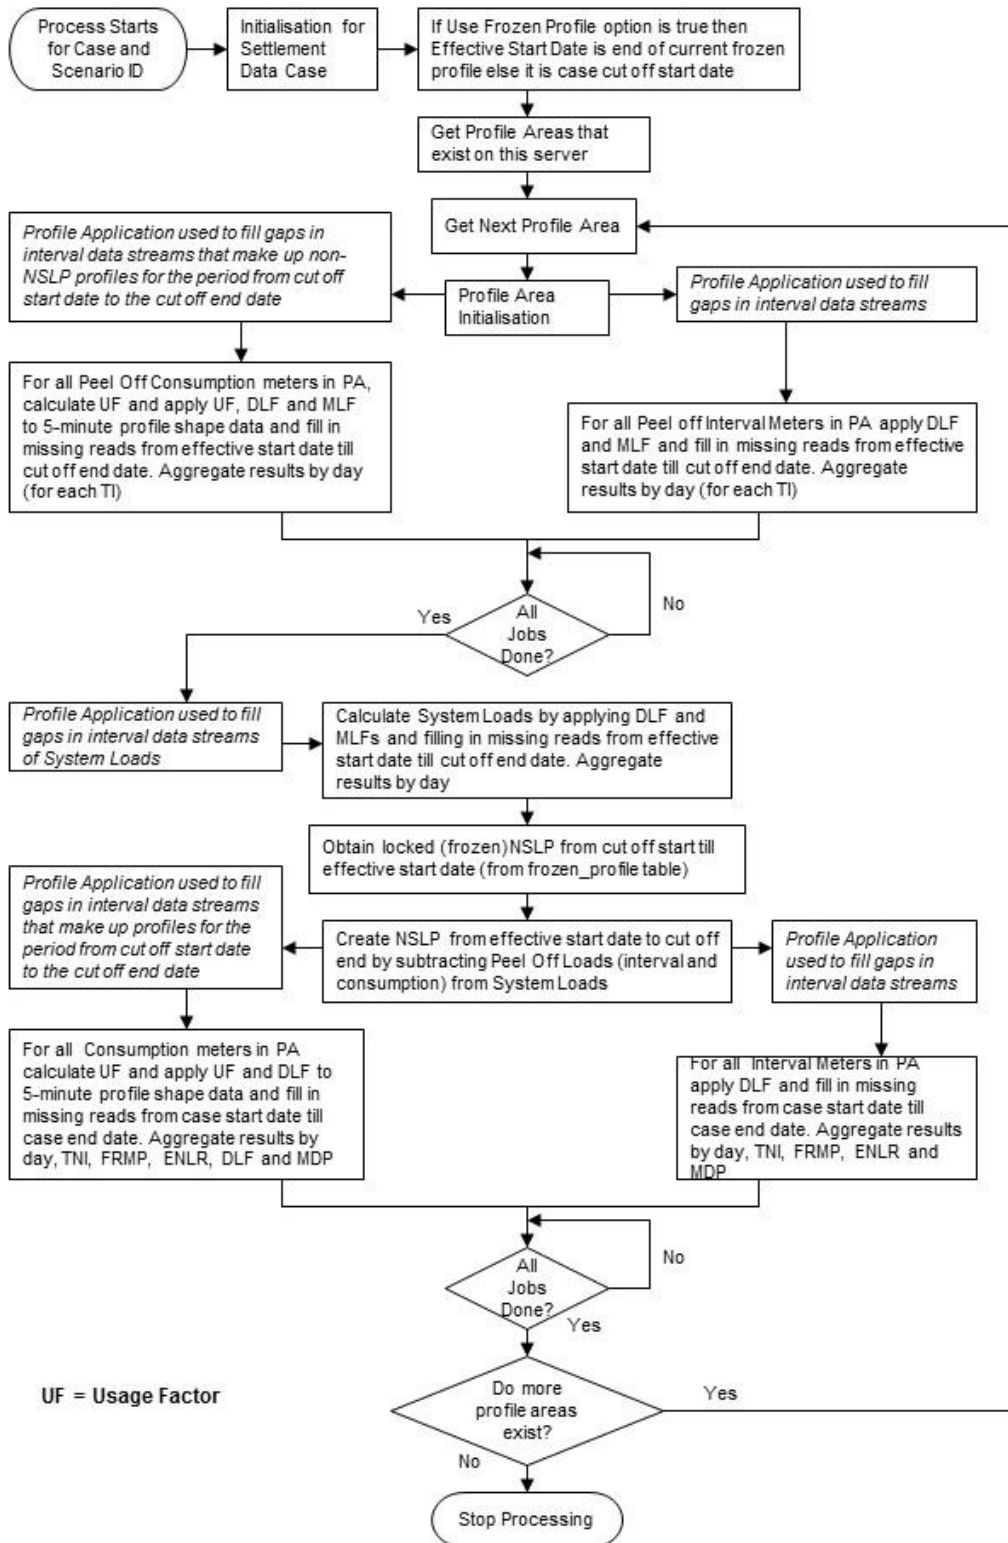 Process Starts
for Case and
Scenario ID
Initialisation for
Settlement
Data Case
If Use Frozen Profile option is true then
Effective Start Date is end of current frozen
profile else it is case cut off start date
Get Profile Areas that
exist on this server
Get Next Profile Area
Profile Application used to fill gaps in
interval data streams that make up non-
NSLP profiles for the period from cut off
start date to the cut off end date
Profile Area
Initialisation
Profile Application used to fill
gaps in interval data streams
For all Peel Off Consumption meters in PA,
calculate UF and apply UF, DLF and MLF
to 5-minute profile shape data and fill in
missing reads from effective start date till
cut off end date. Aggregate results by day
(for each TI)
For all Peel off Interval Meters in PA apply DLF
and MLF and fill in missing reads from effective
start date till cut off end date. Aggregate
results by day (for each TI)
All
Jobs
Done?
No
Yes
Profile Application used to fill
gaps in interval data streams
of System Loads
Calculate System Loads by applying DLF and
MLFs and filling in missing reads from effective
start date till cut off end date. Aggregate
results by day
Obtain locked (frozen) NSLP from cut off start till
effective start date (from frozen_profile table)
Profile Application used to fill
gaps in interval data streams
that make up profiles for the
period from cut off start date
to the cut off end date
Create NSLP from effective start date to cut off
end by subtracting Peel Off Loads (interval and
consumption) from System Loads
Profile Application
used to fill gaps in
interval data streams
For all Consumption meters in PA
calculate UF and apply UF and DLF to
5-minute profile shape data and fill in
missing reads from case start date till
case end date. Aggregate results by
day, TNI, FRMP, ENLR, DLF and MDP
For all Interval Meters in PA
apply DLF and fill in missing
reads from case start date till
case end date. Aggregate results
by day, TNI, FRMP, ENLR and
MDP
All
Jobs
Done?
No
Yes
UF = Usage Factor
Do more
profile areas
exist?
Yes
No
Stop Processing